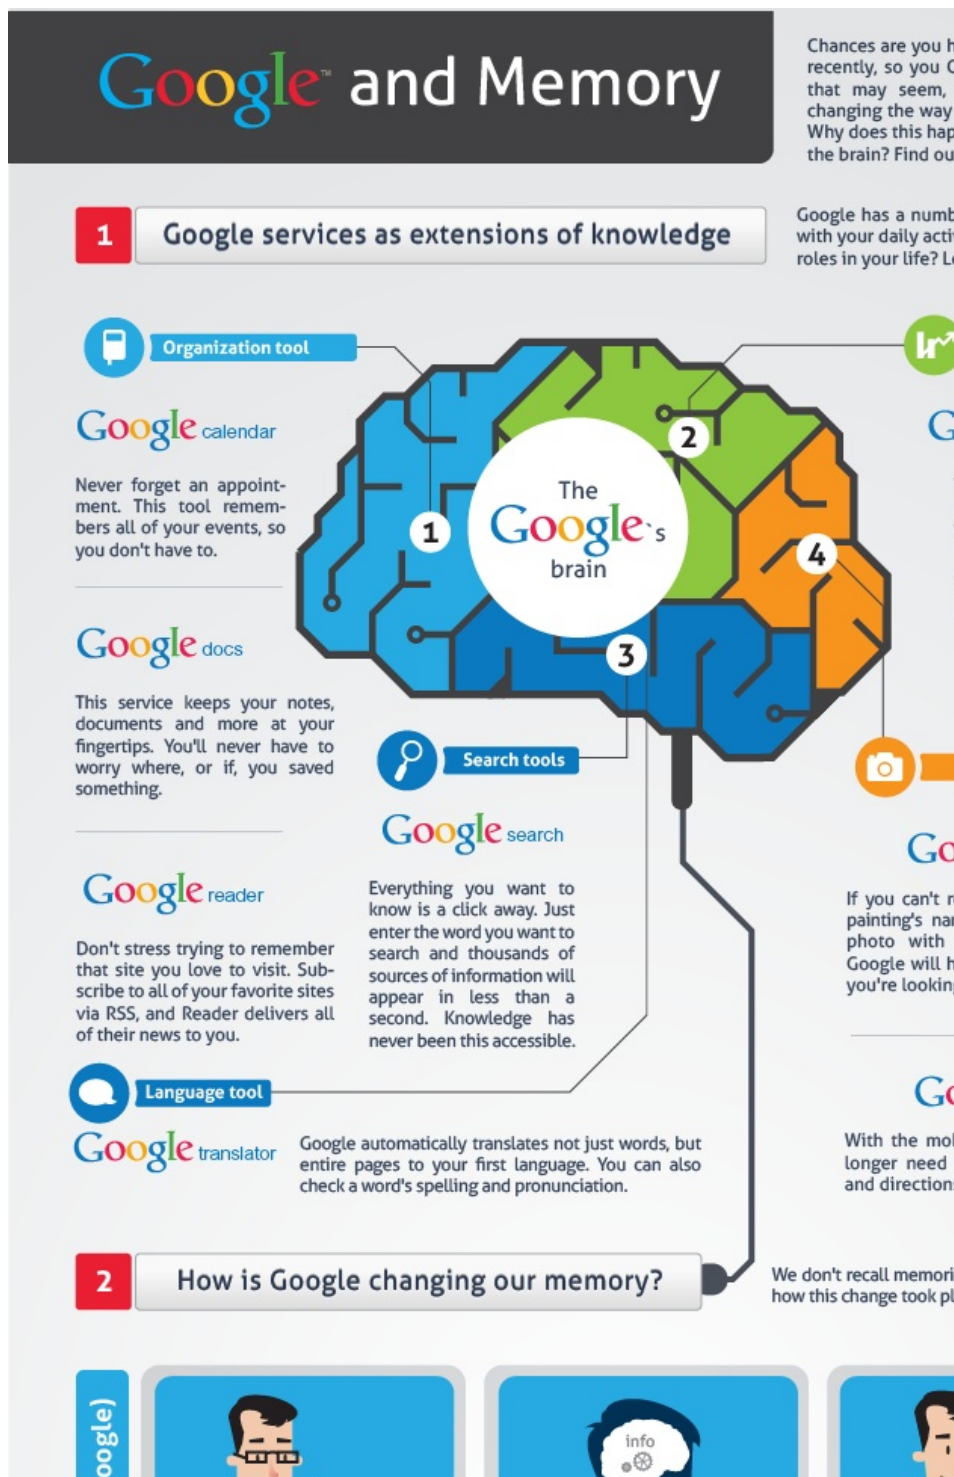 Google™ and Memory
Chances are you
recently, so you
that may seem,
changing the way
Why does this
the brain? Find
1
Google services as extensions of knowledge
Google has a
with your daily
roles in your life?
Organization tool
Google calendar
Never forget an appoint-
ment. This tool remem-
bers all of your events, so
you don't have to.
Google docs
This service keeps your notes,
documents and more at your
fingertips. You'll never have to
worry where, or if, you saved
something.
Google reader
Don't stress trying to remember
that site you love to visit. Sub-
scribe to all of your favorite sites
via RSS, and Reader delivers all
of their news to you.
The
Google`s
brain
1
2
3
4
Search tools
Google search
Everything you want to
know is a click away. Just
enter the word you want to
search and thousands of
sources of information will
appear in less than a
second. Knowledge has
never been this accessible.
If you can't
painting's
photo with
Google will
you're
With the
longer need
and
Language tool
Google translator
Google automatically translates not just words, but
entire pages to your first language. You can also
check a word's spelling and pronunciation.
2
How is Google changing our memory?
We don't recall
how this change took
info